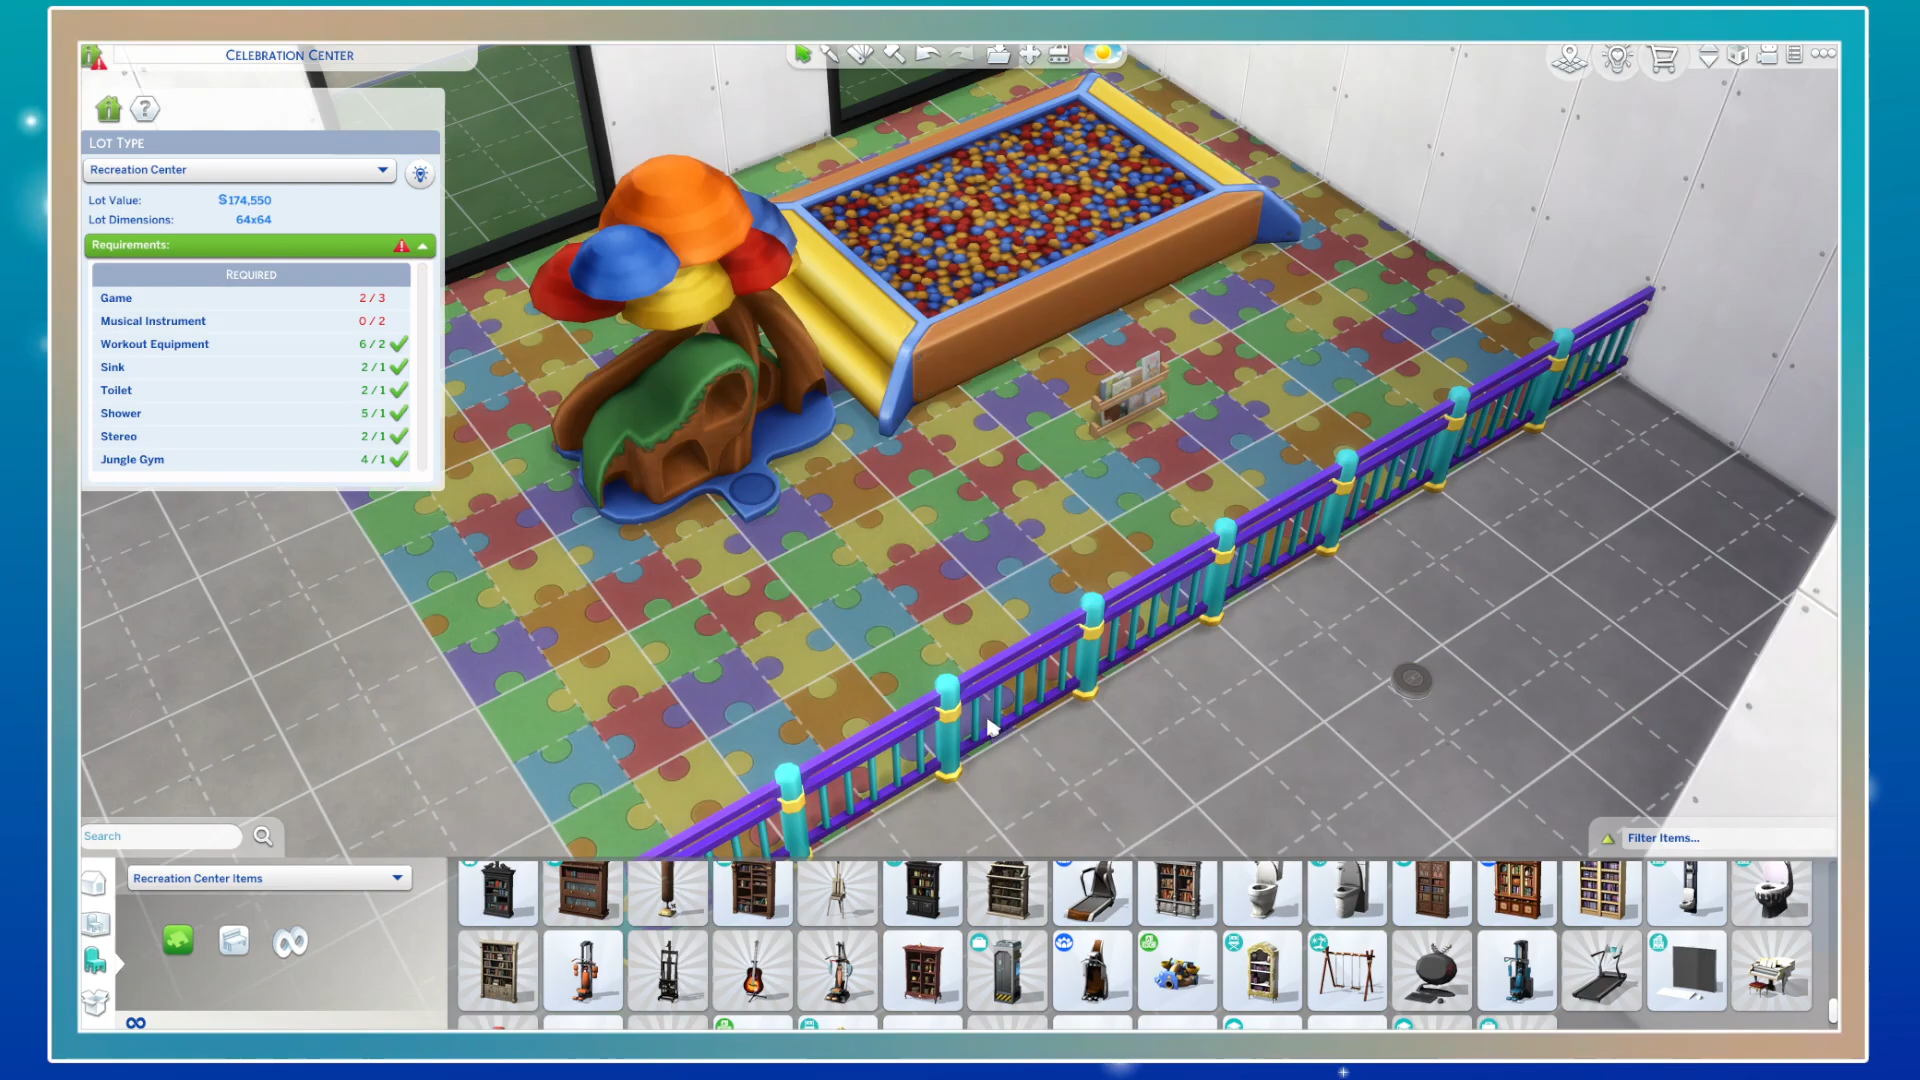 CELEBRATION CENTER
LOT TYPE
Recreation Center
Lot Value: §174,550
Lot Dimensions: 64x64
Requirements:
REQUIRED
Game 2 / 3
Musical Instrument 0 / 2
Workout Equipment 6 / 2
Sink 2 / 1
Toilet 2 / 1
Shower 5 / 1
Stereo 2 / 1
Jungle Gym 4 / 1
Search
Filter Items...
Recreation Center Items